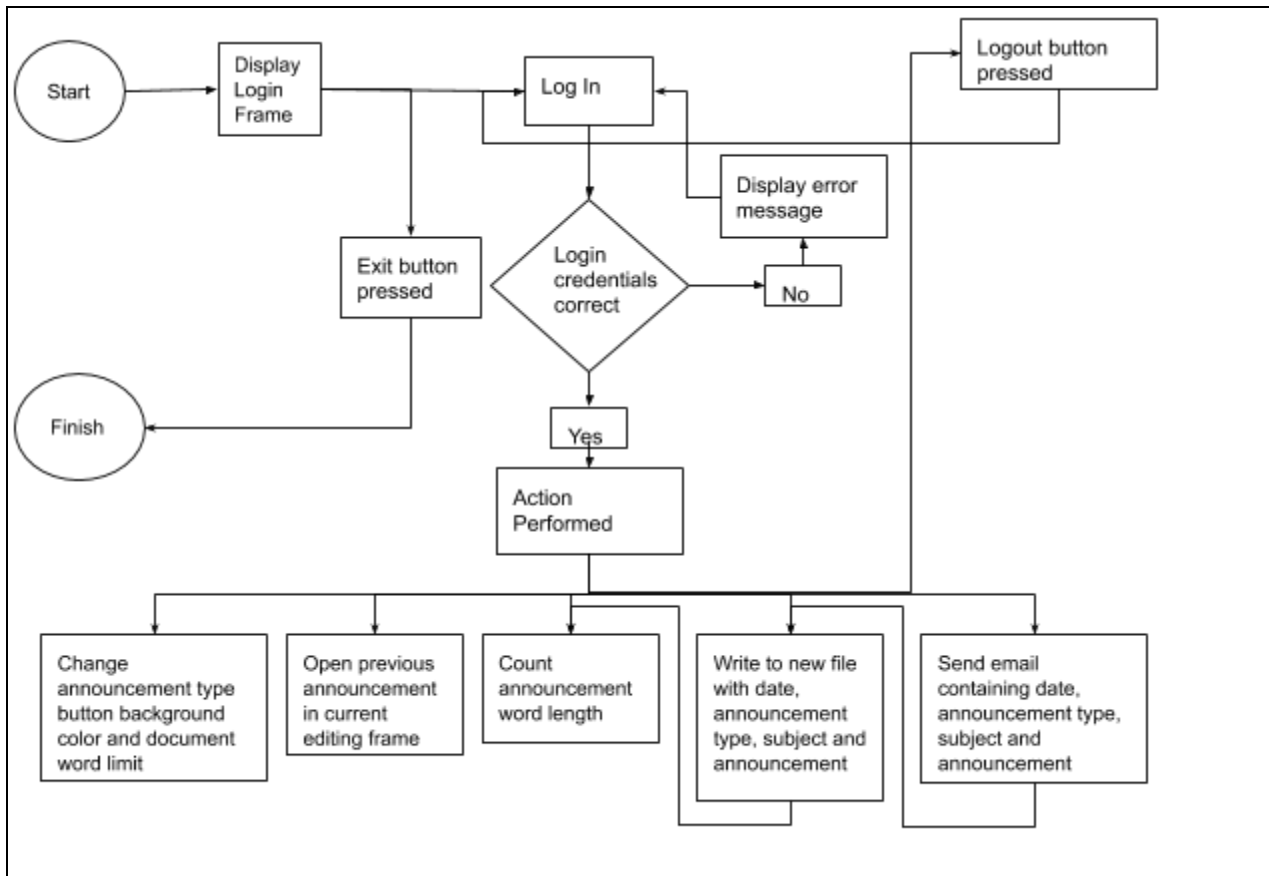 Start
Display
Login
Frame
Log In
Logout button
pressed
Display error
message
Exit button
pressed
Login
credentials
correct
No
Finish
Yes
Action
Performed
Change
announcement type
button background
color and document
word limit
Open previous
announcement
in current
editing frame
Count
announcement
word length
Write to new file
with date,
announcement
type, subject and
announcement
Send email
containing date,
announcement type,
subject and
announcement